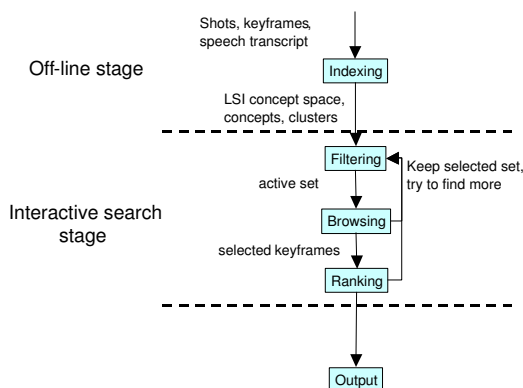 Shots, keyframes,
speech transcript
Off-line stage
Indexing
LSI concept space,
concepts, clusters
Filtering
Keep selected set,
try to find more
active set
Interactive search
stage
Browsing
selected keyframes
Ranking
Output